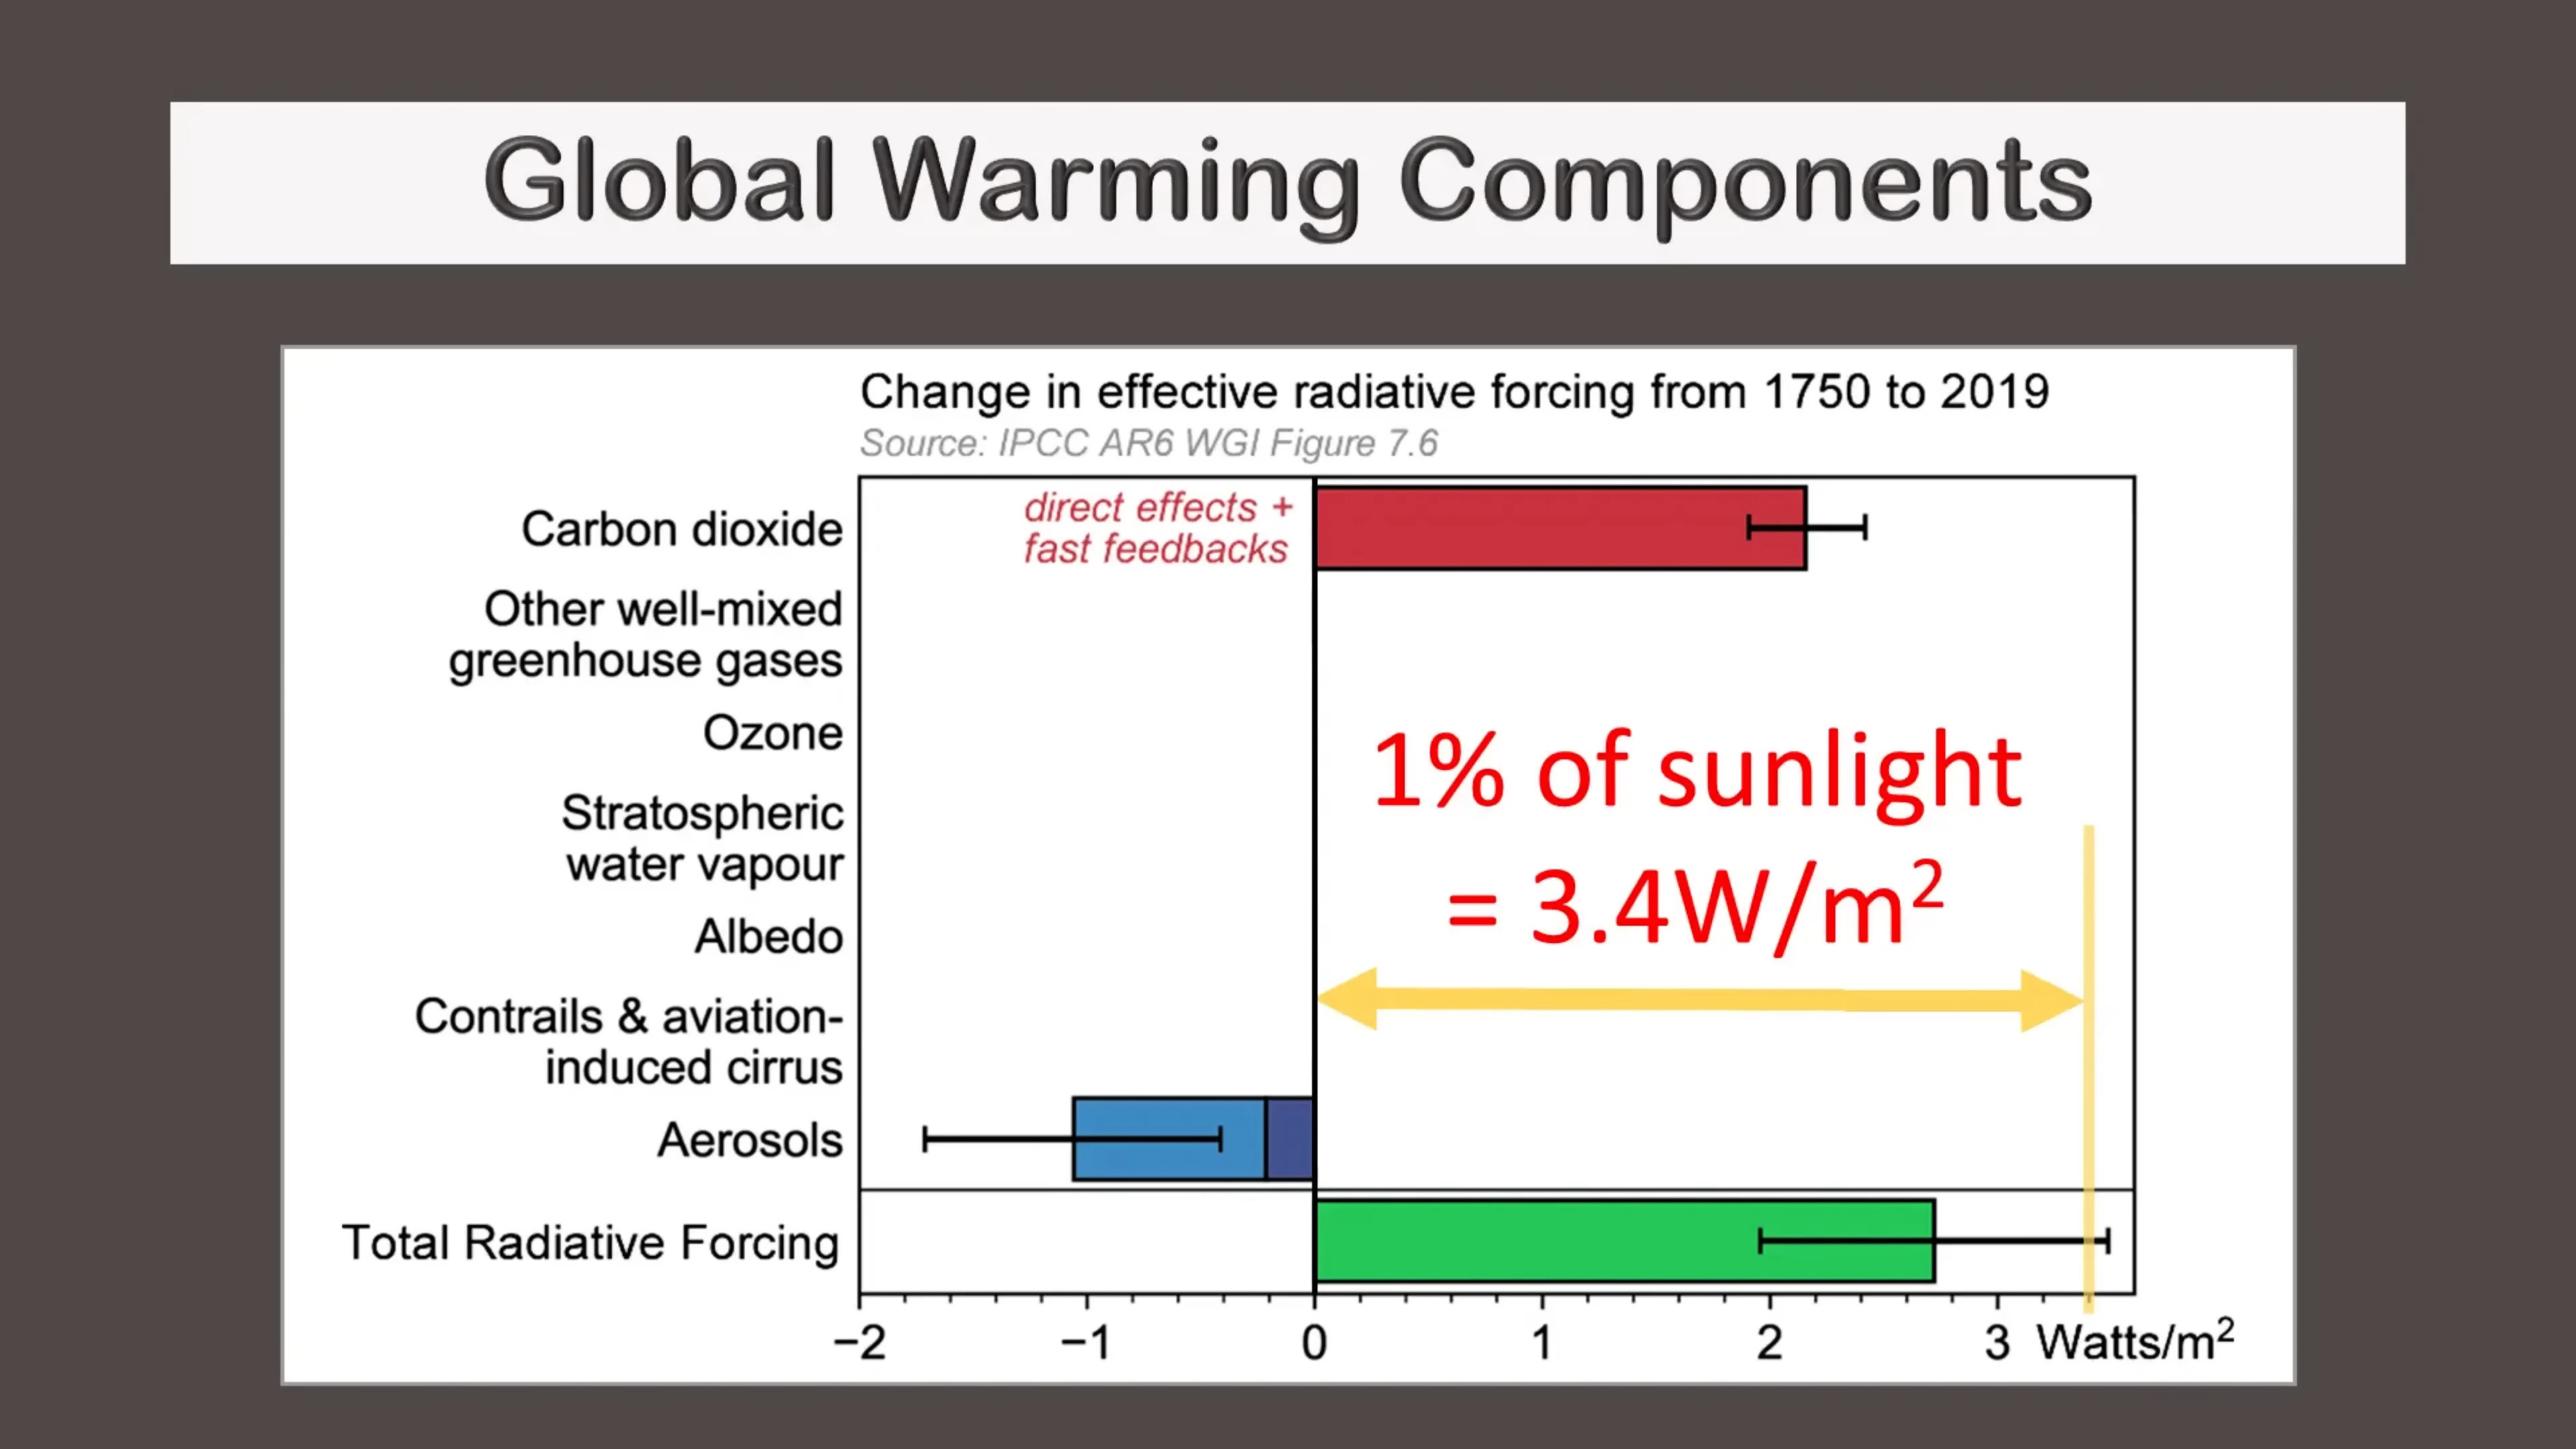 Global Warming Components
Change in effective radiative forcing from 1750 to 2019
Source: IPCC AR6 WGI Figure 7.6
Carbon dioxide
direct effects +
fast feedbacks
Other well-mixed
greenhouse gases
Ozone
1% of sunlight
= 3.4W/m²
Stratospheric
water vapour
Albedo
Contrails & aviation-
induced cirrus
Aerosols
Total Radiative Forcing
−2 −1 0 1 2 3 Watts/m²